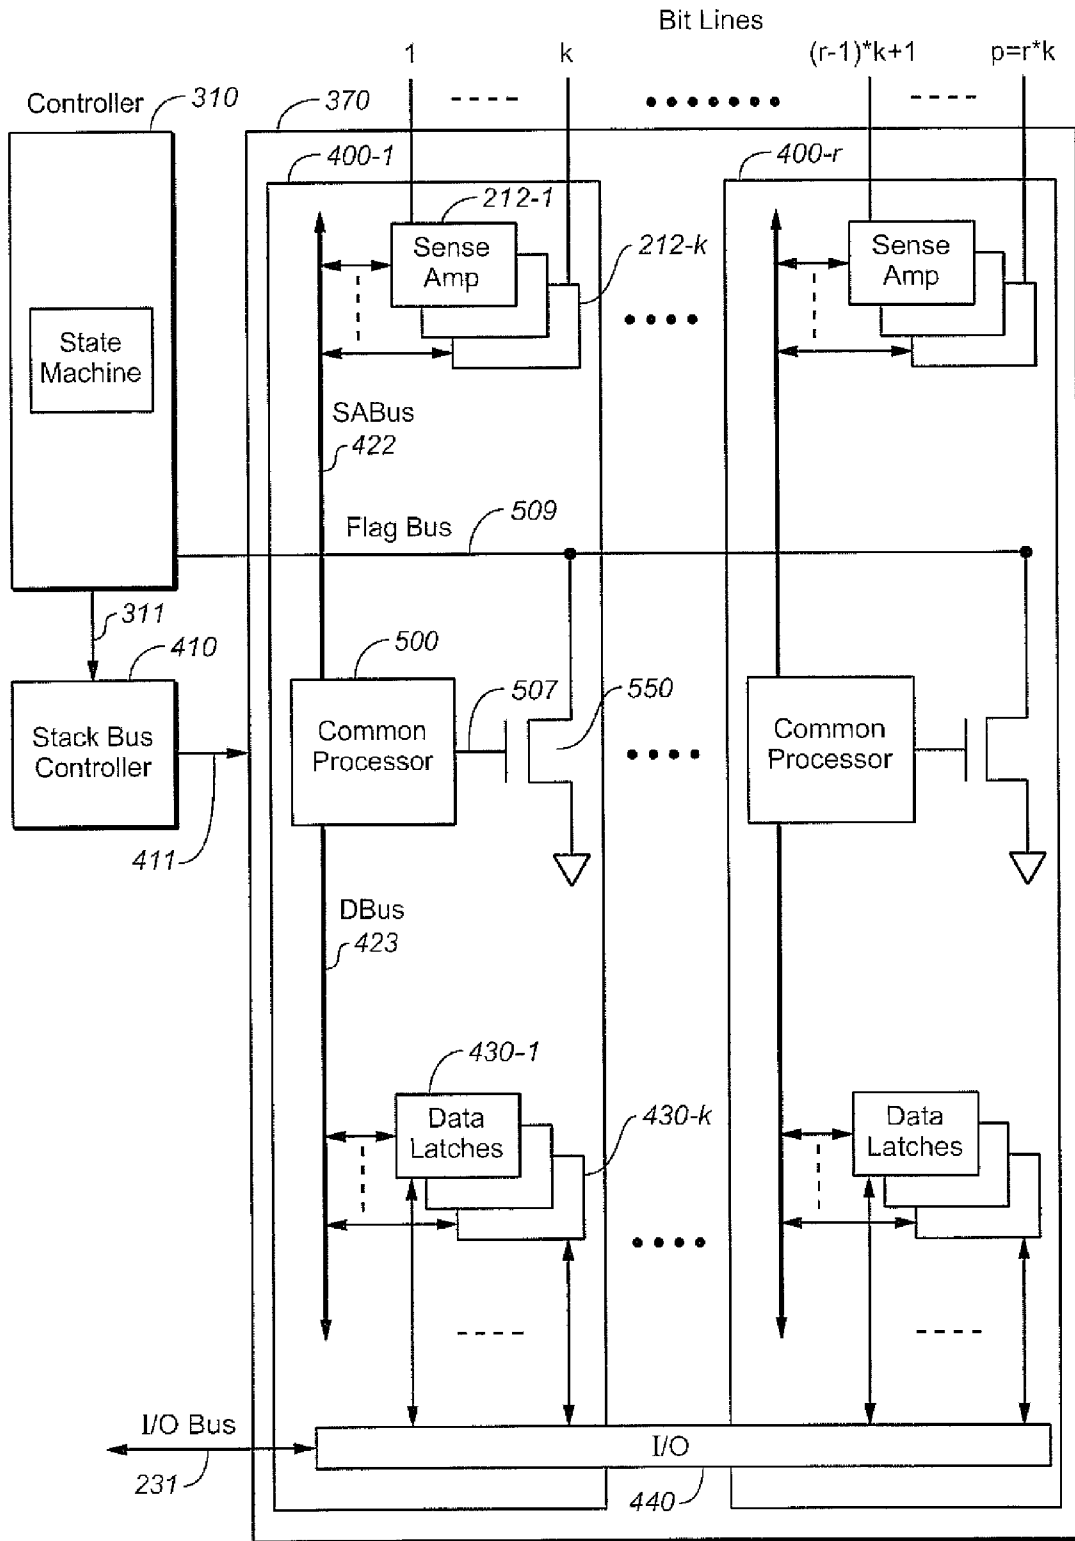 Bit Lines
1
k
(r-1)*k+1
p=r*k
Controller
310
370
400-1
400-r
212-1
Sense
Amp
212-k
Sense
Amp
State
Machine
SABus
422
Flag Bus
509
311
410
500
507
550
Stack Bus
Controller
Common
Processor
Common
Processor
411
DBus
423
430-1
Data
Latches
430-k
Data
Latches
I/O Bus
I/O
231
440